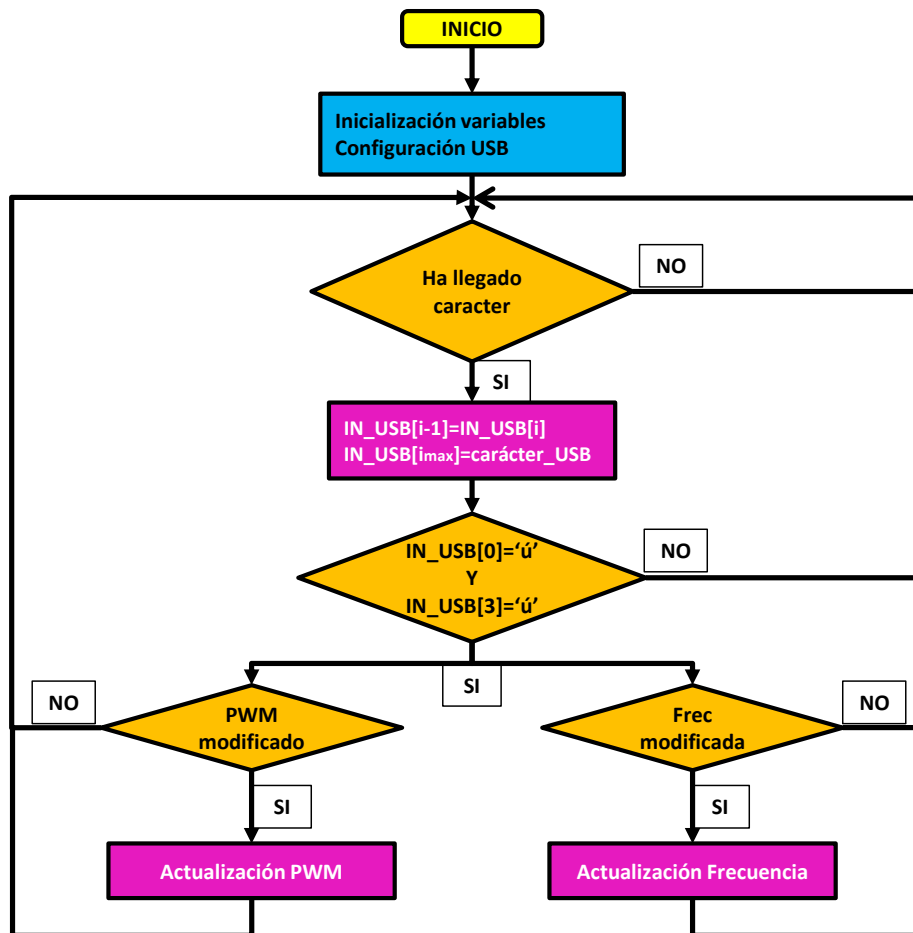 INICIO
Inicialización variables
Configuración USB
Ha llegado
caracter
NO
SI
IN_USB[i-1]=IN_USB[i]
IN_USB[imax]=carácter_USB
IN_USB[0]=‘ú’
Y
IN_USB[3]=‘ú’
NO
SI
NO
PWM
modificado
Frec
modificada
NO
SI
SI
Actualización PWM
Actualización Frecuencia